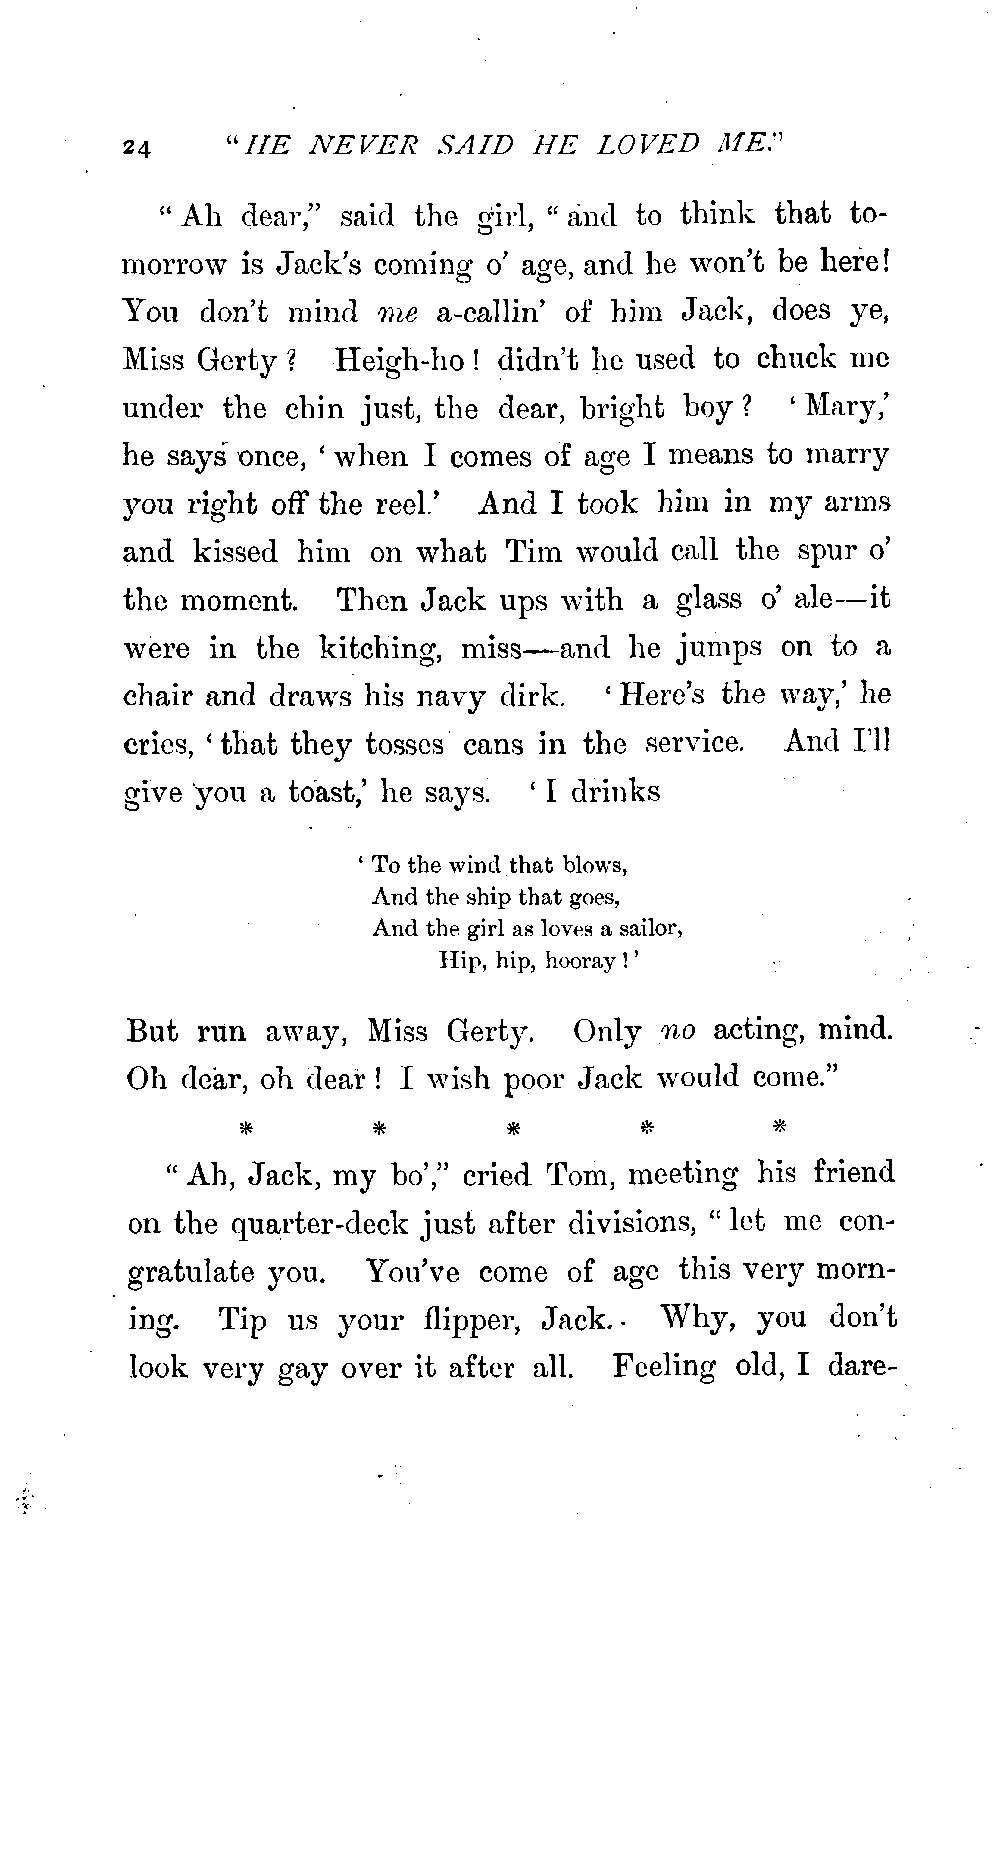 24 "HE NEVER SAID HE LOVED ME."
"Ah dear," said the girl, "and to think that to-
morrow is Jack's coming o' age, and he won't be here!
You don't mind me a-callin' of him Jack, does ye,
Miss Gerty? Heigh-ho! didn't he used to chuck me
under the chin just, the dear, bright boy? 'Mary,'
he says once, 'when I comes of age I means to marry
you right off the reel.' And I took him in my arms
and kissed him on what Tim would call the spur o'
the moment. Then Jack ups with a glass o' ale—it
were in the kitching, miss—and he jumps on to a
chair and draws his navy dirk. 'Here's the way,' he
cries, 'that they tosses cans in the service. And I'll
give you a toast,' he says. 'I drinks
'To the wind that blows,
And the ship that goes,
And the girl as loves a sailor,
Hip, hip, hooray!'
But run away, Miss Gerty. Only no acting, mind.
Oh dear, oh dear! I wish poor Jack would come."
* * * * *
"Ah, Jack, my bo'," cried Tom, meeting his friend
on the quarter-deck just after divisions, "let me con-
gratulate you. You've come of age this very morn-
ing. Tip us your flipper, Jack. Why, you don't
look very gay over it after all. Feeling old, I dare-